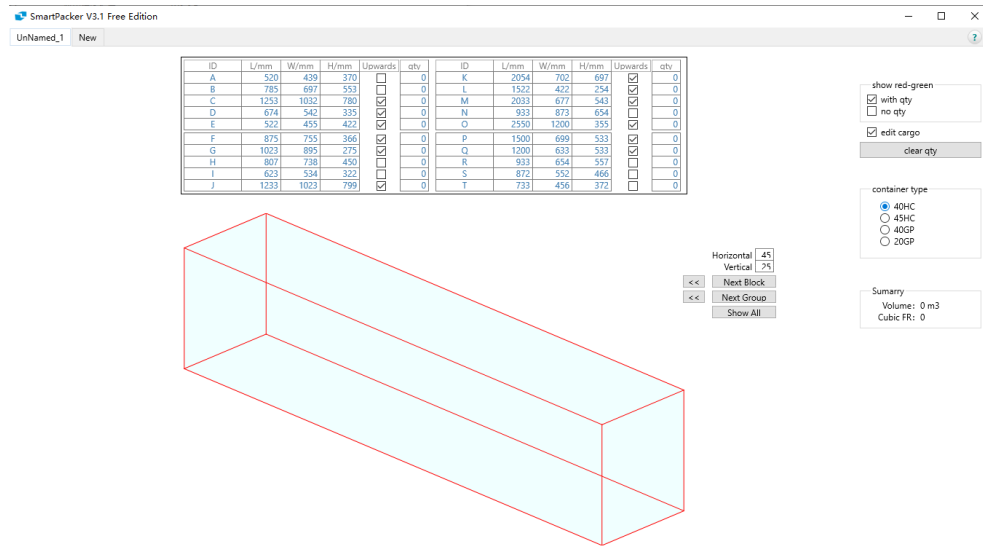 SmartPacker V3.1 Free Edition
UnNamed_1 New
?
ID L/mm W/mm H/mm Upwards qty ID L/mm W/mm H/mm Upwards qty
A 520 439 370 0 K 2054 702 697 0
B 785 697 553 0 L 1522 422 254 0
C 1253 1032 780 0 M 2033 677 543 0
D 674 542 335 0 N 933 873 654 0
E 522 455 422 0 O 2550 1200 355 0
F 875 755 366 0 P 1500 699 533 0
G 1023 895 275 0 Q 1200 633 533 0
H 807 738 450 0 R 933 654 557 0
I 623 534 322 0 S 872 552 466 0
J 1233 1023 799 0 T 733 456 372 0
show red-green
with qty
no qty
edit cargo
clear qty
container type
40HC
45HC
40GP
20GP
Horizontal 45
Vertical 25
<< Next Block
<< Next Group
Show All
Sumarry
Volume: 0 m3
Cubic FR: 0